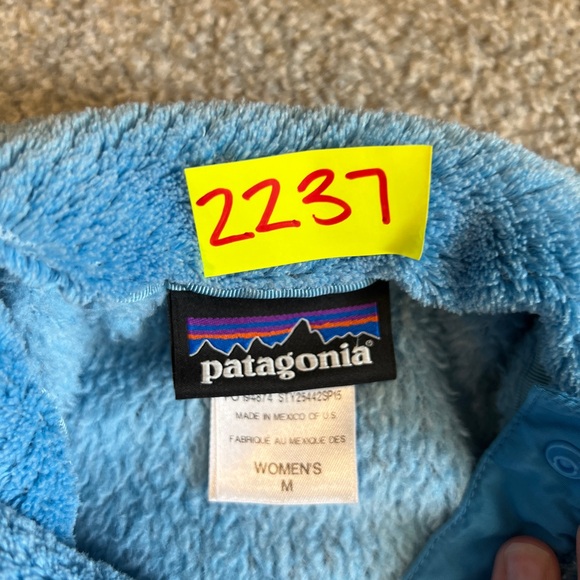 2237
patagonia®
PO 194874 STY25442SP15
MADE IN MEXICO OF U.S.
FABRIQUÉ AU MEXIQUE DES
WOMEN'S
M